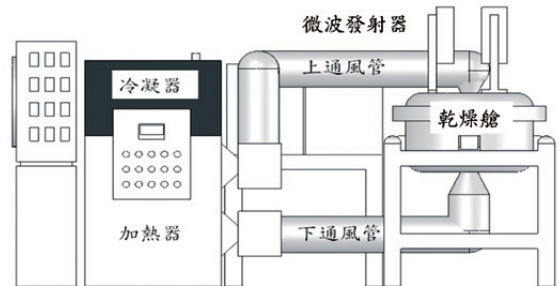 微波發射器
上通風管
冷凝器
乾燥艙
加熱器
下通風管